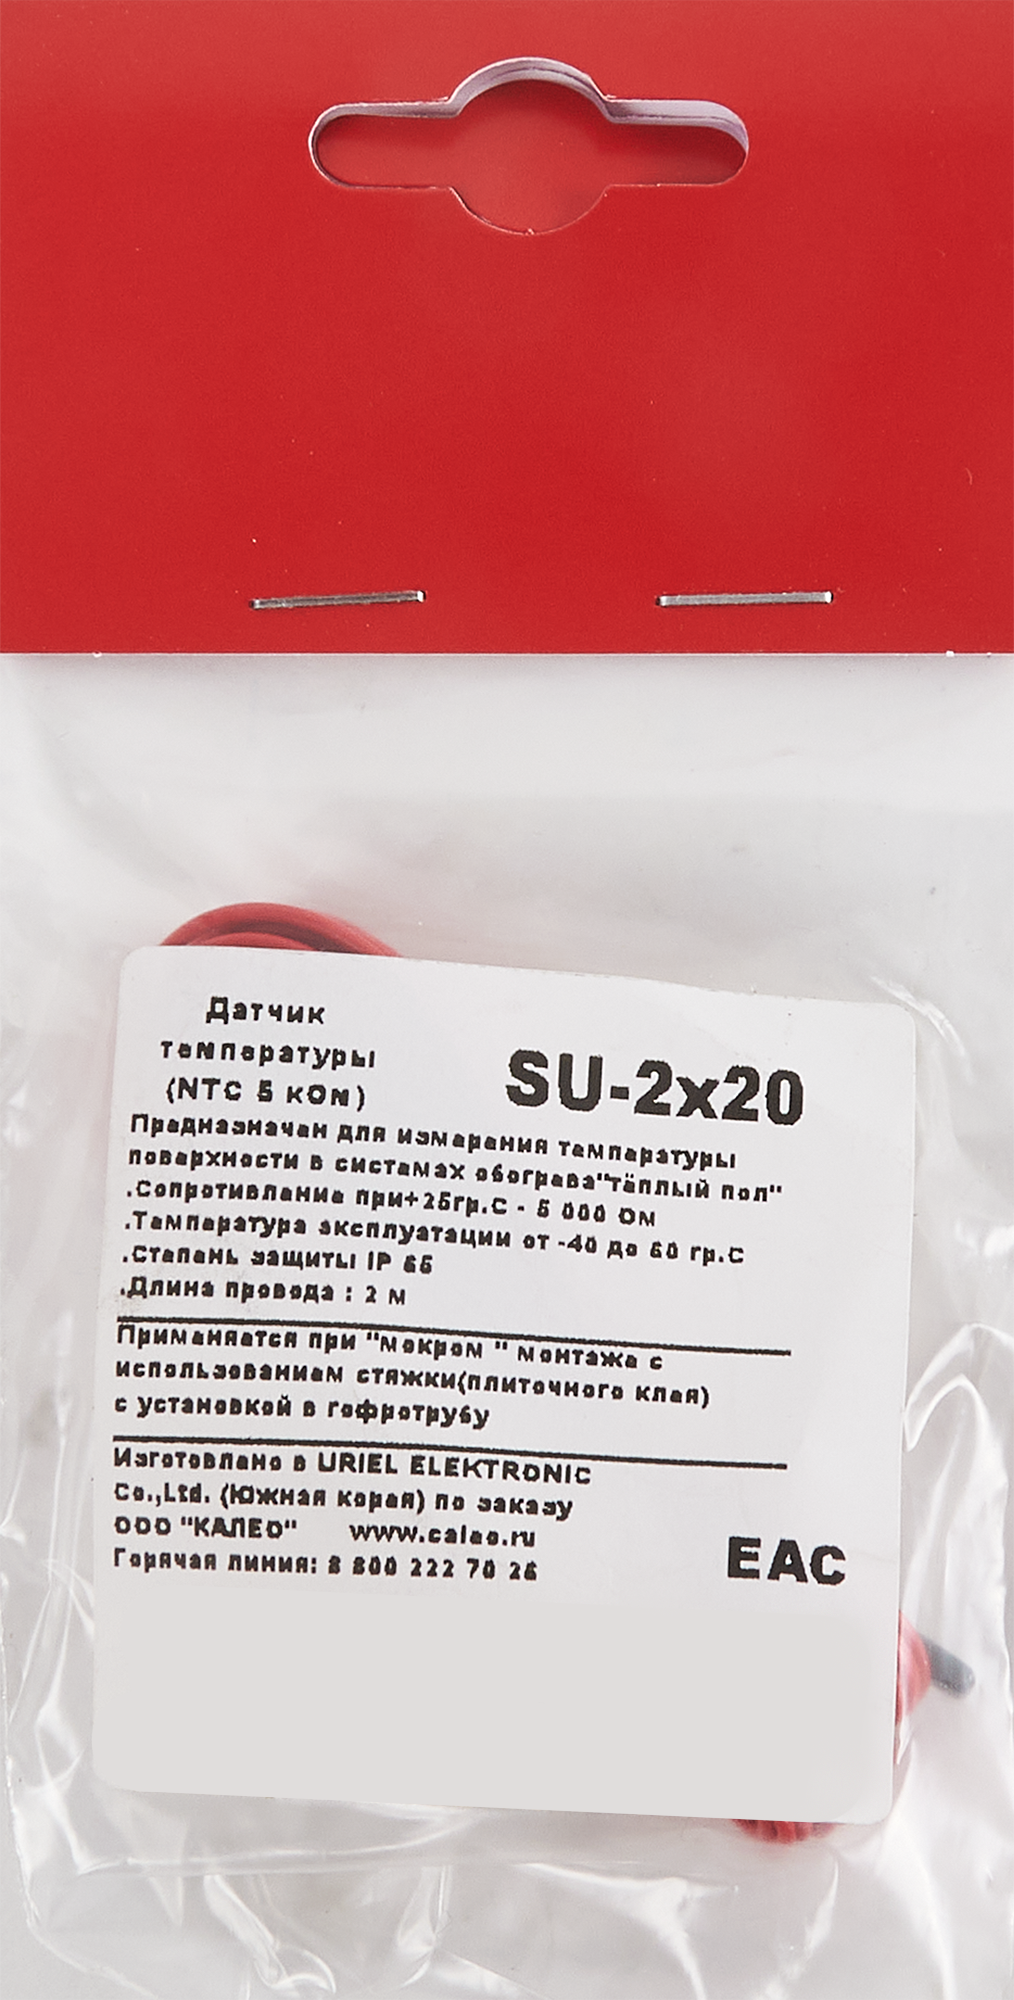 Датчик
температуры
(NTC 5 кОм)
SU-2x20
Предназначен для измерения температуры
поверхности в системах обогрева"тёплый пол"
.Сопротивление при+25гр.С - 5 000 Ом
.Температура эксплуатации от -40 до 60 гр.С
.Степень защиты IP 65
.Длина провода : 2 м
Применяется при "мокром " монтаже с
использованием стяжки(плиточного клея)
с установкой в гофротрубу
Изготовлено в URIEL ELEKTRONIC
Co.,Ltd. (Южная Корея) по заказу
ООО "КАЛЕО" www.caleo.ru
Горячая линия: 8 800 222 70 26
EAC